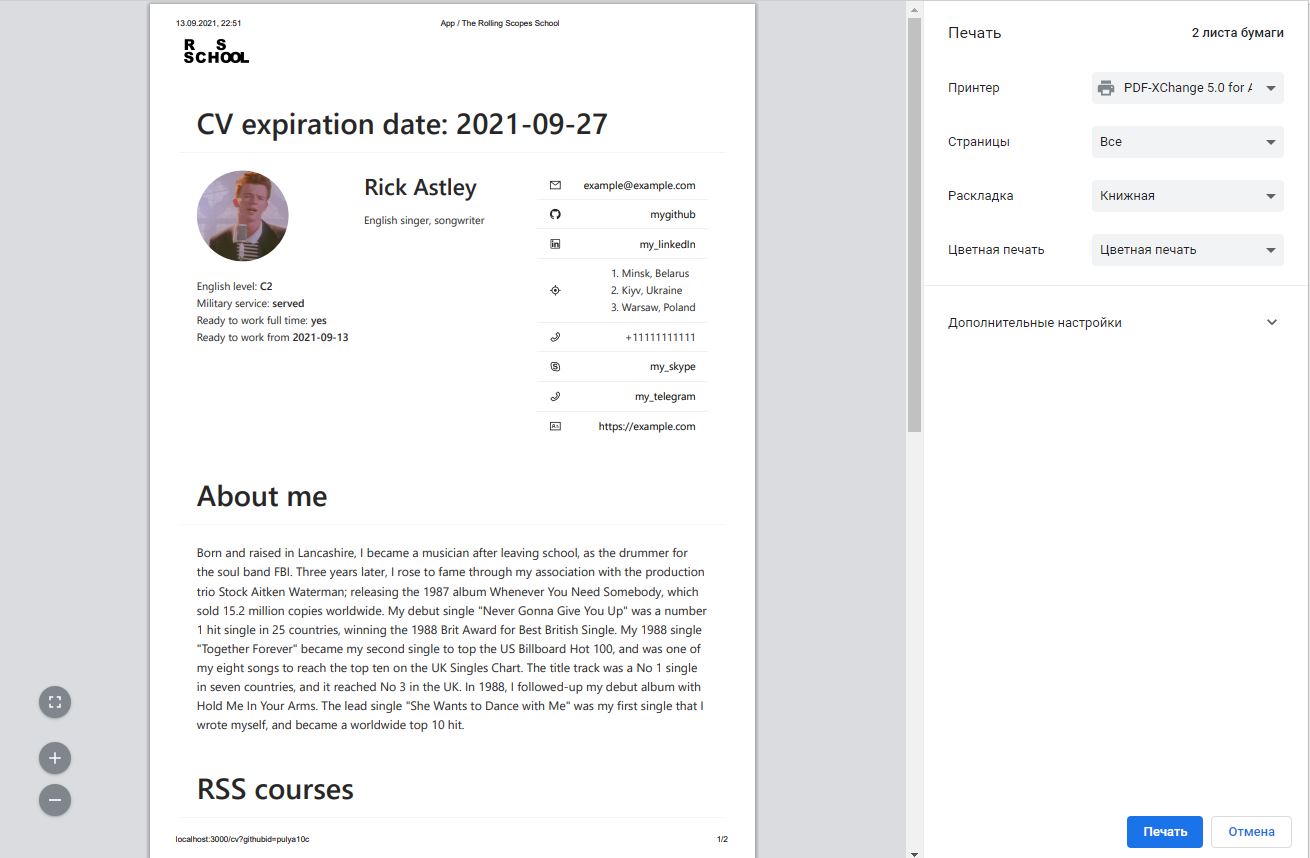 13.09.2021, 22:51
App / The Rolling Scopes School
R S
SCHOOL
CV expiration date: 2021-09-27
Rick Astley
English singer, songwriter
English level: C2
Military service: served
Ready to work full time: yes
Ready to work from 2021-09-13
example@example.com
mygithub
my_linkedIn
1. Minsk, Belarus
2. Kiyv, Ukraine
3. Warsaw, Poland
+11111111111
my_skype
my_telegram
https://example.com
About me
Born and raised in Lancashire, I became a musician after leaving school, as the drummer for
the soul band FBI. Three years later, I rose to fame through my association with the production
trio Stock Aitken Waterman; releasing the 1987 album Whenever You Need Somebody, which
sold 15.2 million copies worldwide. My debut single "Never Gonna Give You Up" was a number
1 hit single in 25 countries, winning the 1988 Brit Award for Best British Single. My 1988 single
"Together Forever" became my second single to top the US Billboard Hot 100, and was one of
my eight songs to reach the top ten on the UK Singles Chart. The title track was a No 1 single
in seven countries, and it reached No 3 in the UK. In 1988, I followed-up my debut album with
Hold Me In Your Arms. The lead single "She Wants to Dance with Me" was my first single that I
wrote myself, and became a worldwide top 10 hit.
RSS courses
localhost:3000/cv?githubid=pulya10c
1/2
Печать
2 листа бумаги
Принтер
PDF-XChange 5.0 for A
Страницы
Все
Раскладка
Книжная
Цветная печать
Цветная печать
Дополнительные настройки
Печать
Отмена